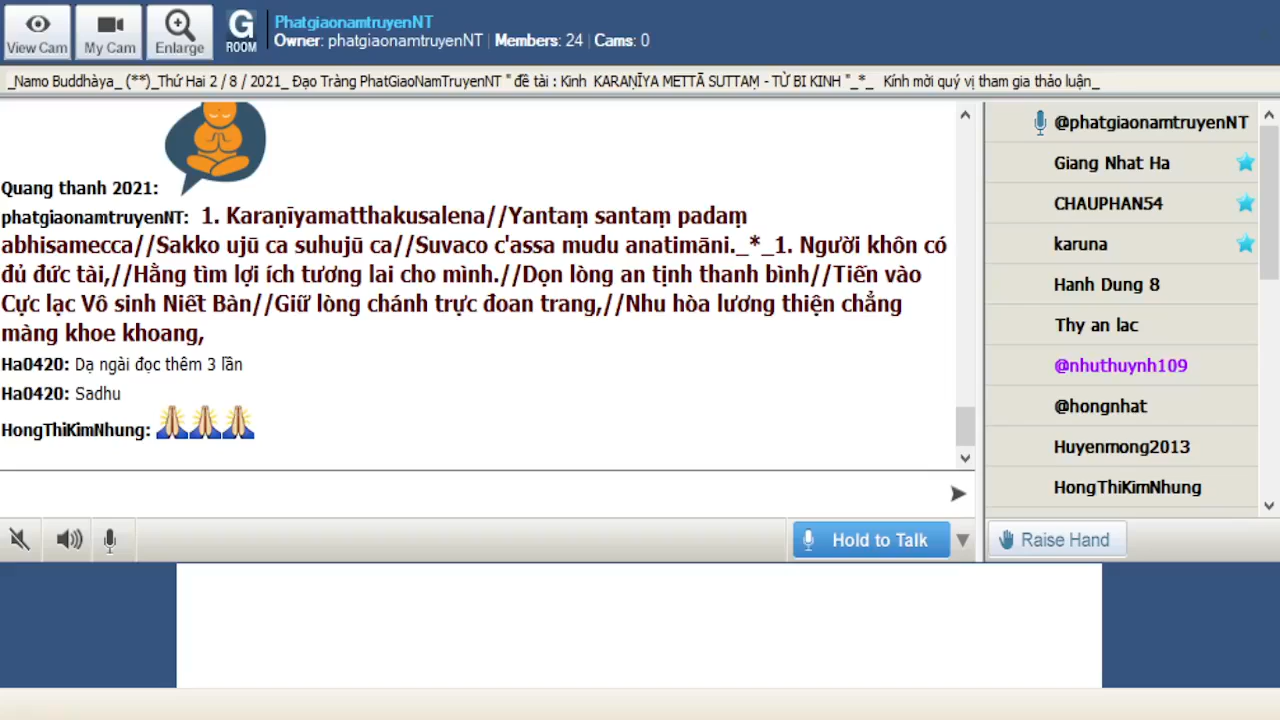 View Cam
My Cam
Enlarge
G
ROOM
PhatgiaonamtruyenNT
Owner: phatgiaonamtruyenNT | Members: 24 | Cams: 0
_Namo Buddhàya_ (**)_Thứ Hai 2 / 8 / 2021_ Đạo Tràng PhatGiaoNamTruyenNT " đề tài : Kinh KARAṆĪYA METTĀ SUTTAṂ - TỪ BI KINH "_*_ Kính mời quý vị tham gia thảo luận_
Quang thanh 2021:
phatgiaonamtruyenNT: 1. Karaṇīyamatthakusalena//Yantaṃ santaṃ padaṃ
abhisamecca//Sakko ujū ca suhujū ca//Suvaco c'assa mudu anatimāni._*_1. Người khôn có
đủ đức tài,//Hằng tìm lợi ích tương lai cho mình.//Dọn lòng an tịnh thanh bình//Tiến vào
Cực lạc Vô sinh Niết Bàn//Giữ lòng chánh trực đoan trang,//Nhu hòa lương thiện chẳng
màng khoe khoang,
Ha0420: Dạ ngài đọc thêm 3 lần
Ha0420: Sadhu
HongThiKimNhung:
@phatgiaonamtruyenNT
Giang Nhat Ha
CHAUPHAN54
karuna
Hanh Dung 8
Thy an lac
@nhuthuynh109
@hongnhat
Huyenmong2013
HongThiKimNhung
Hold to Talk
Raise Hand